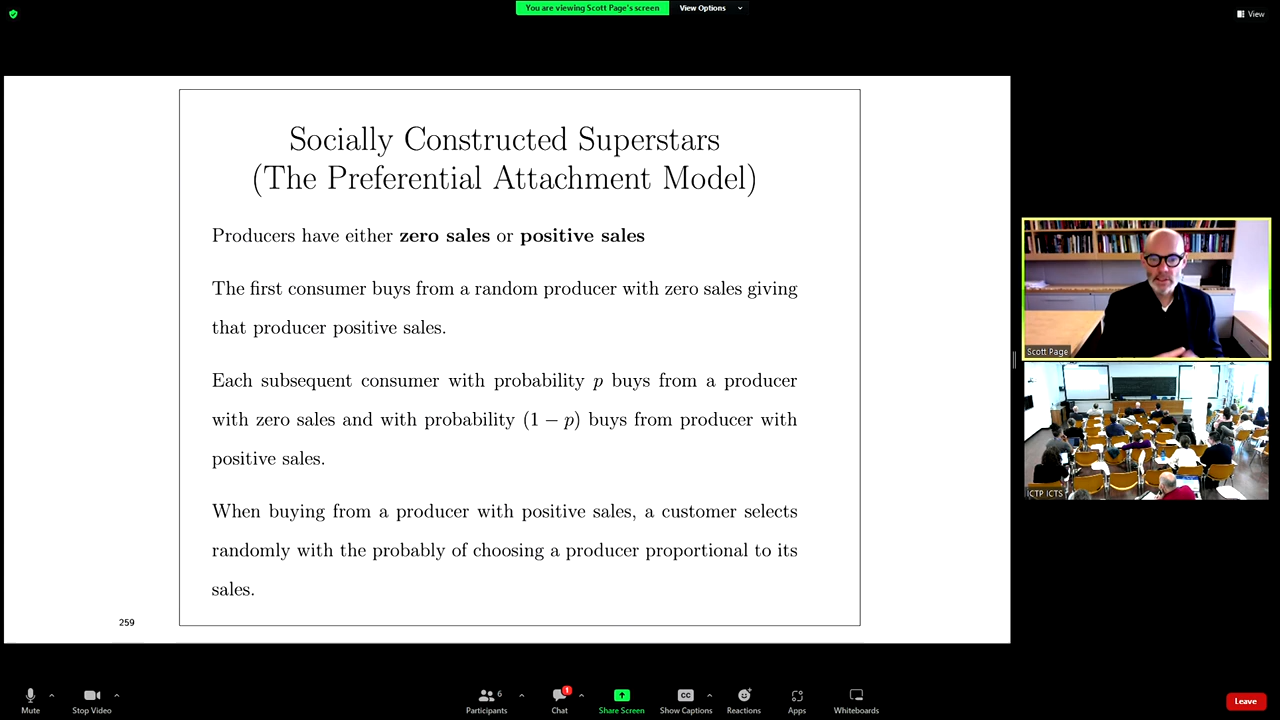 You are viewing Scott Page's screen
View Options
View
Socially Constructed Superstars
(The Preferential Attachment Model)
Producers have either zero sales or positive sales
The first consumer buys from a random producer with zero sales giving
that producer positive sales.
Each subsequent consumer with probability p buys from a producer
with zero sales and with probability (1 − p) buys from producer with
positive sales.
When buying from a producer with positive sales, a customer selects
randomly with the probably of choosing a producer proportional to its
sales.
259
Scott Page
ICTP ICTS
Mute
Stop Video
6
Participants
1
Chat
Share Screen
CC
Show Captions
Reactions
Apps
Whiteboards
Leave